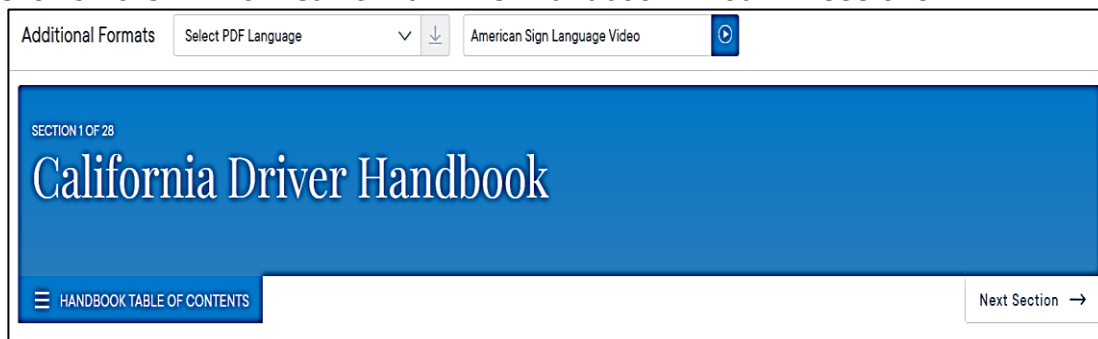 Additional Formats Select PDF Language American Sign Language Video
SECTION 1 OF 28
California Driver Handbook
HANDBOOK TABLE OF CONTENTS Next Section →